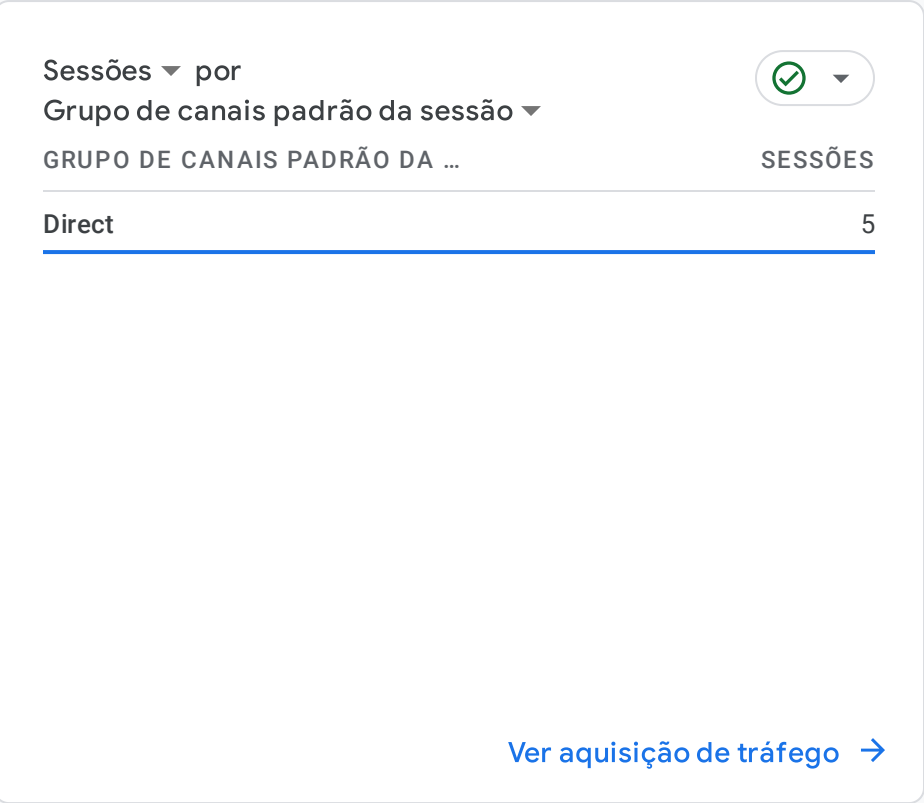 Sessões por
Grupo de canais padrão da sessão
GRUPO DE CANAIS PADRÃO DA … SESSÕES
Direct 5
Ver aquisição de tráfego